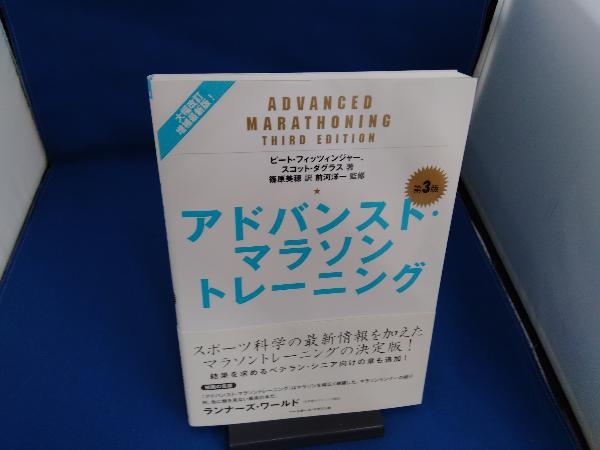 大幅改訂
増補最新版！
ADVANCED
MARATHONING
THIRD EDITION
ピート・フィッツィンジャー、
スコット・ダグラス 著
篠原美穂 訳 前河洋一 監修
第3版
アドバンスト・
マラソン
トレーニング
スポーツ科学の最新情報を加えた
マラソントレーニングの決定版！
結果を求めるベテラン・シニア向けの章も追加！
ランナーズ・ワールド